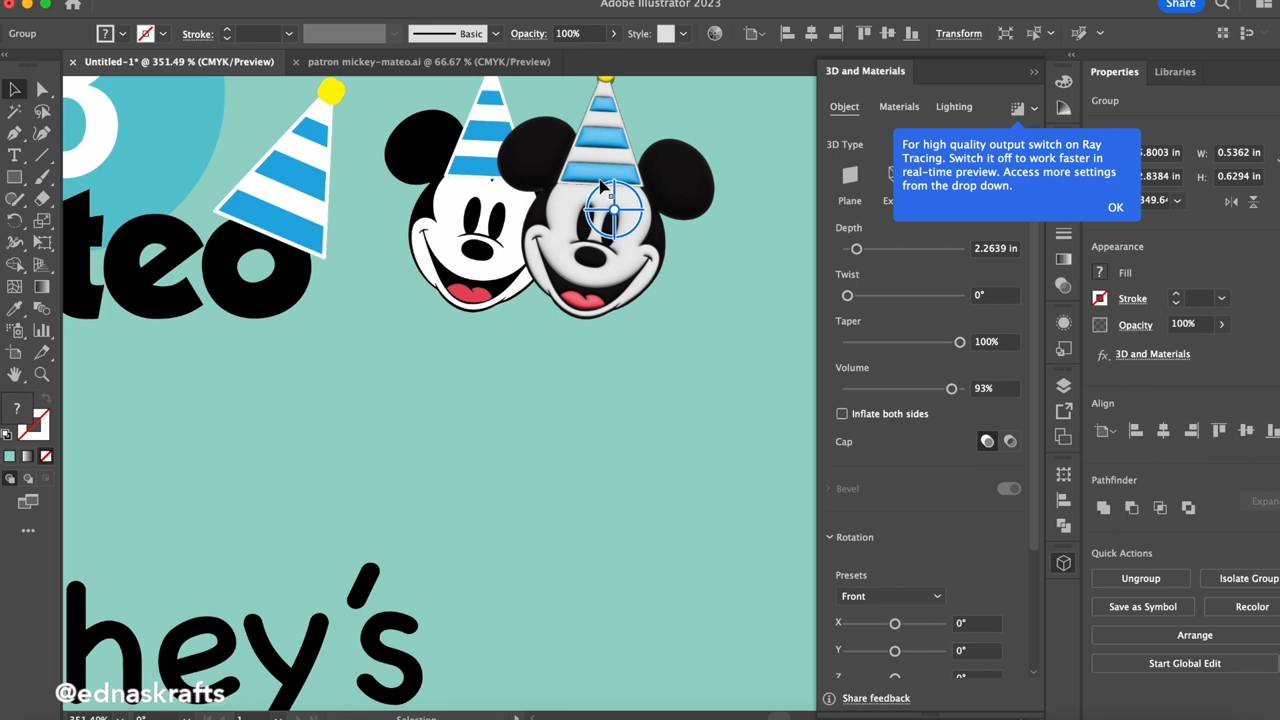 Adobe Illustrator 2023
Share
Group
Stroke:
Basic
Opacity:
100%
Style:
Transform
Untitled-1* @ 351.49 % (CMYK/Preview)
patron mickey-mateo.ai @ 66.67 % (CMYK/Preview)
3D and Materials
Properties
Libraries
Object
Materials
Lighting
Group
For high quality output switch on Ray
Tracing. Switch it off to work faster in
real-time preview. Access more settings
from the drop down.
OK
3D Type
Plane
W:
0.5362 in
H:
0.6294 in
Depth
2.2639 in
Twist
0°
Taper
100%
Volume
93%
Inflate both sides
Cap
Bevel
Rotation
Presets
Front
X
0°
Y
0°
Share feedback
Appearance
Fill
Stroke
Opacity
100%
3D and Materials
Align
Pathfinder
Quick Actions
Ungroup
Isolate Group
Save as Symbol
Recolor
Arrange
Start Global Edit
teo
hey's
@ednaskrafts
351.49%
0°
1
Selection